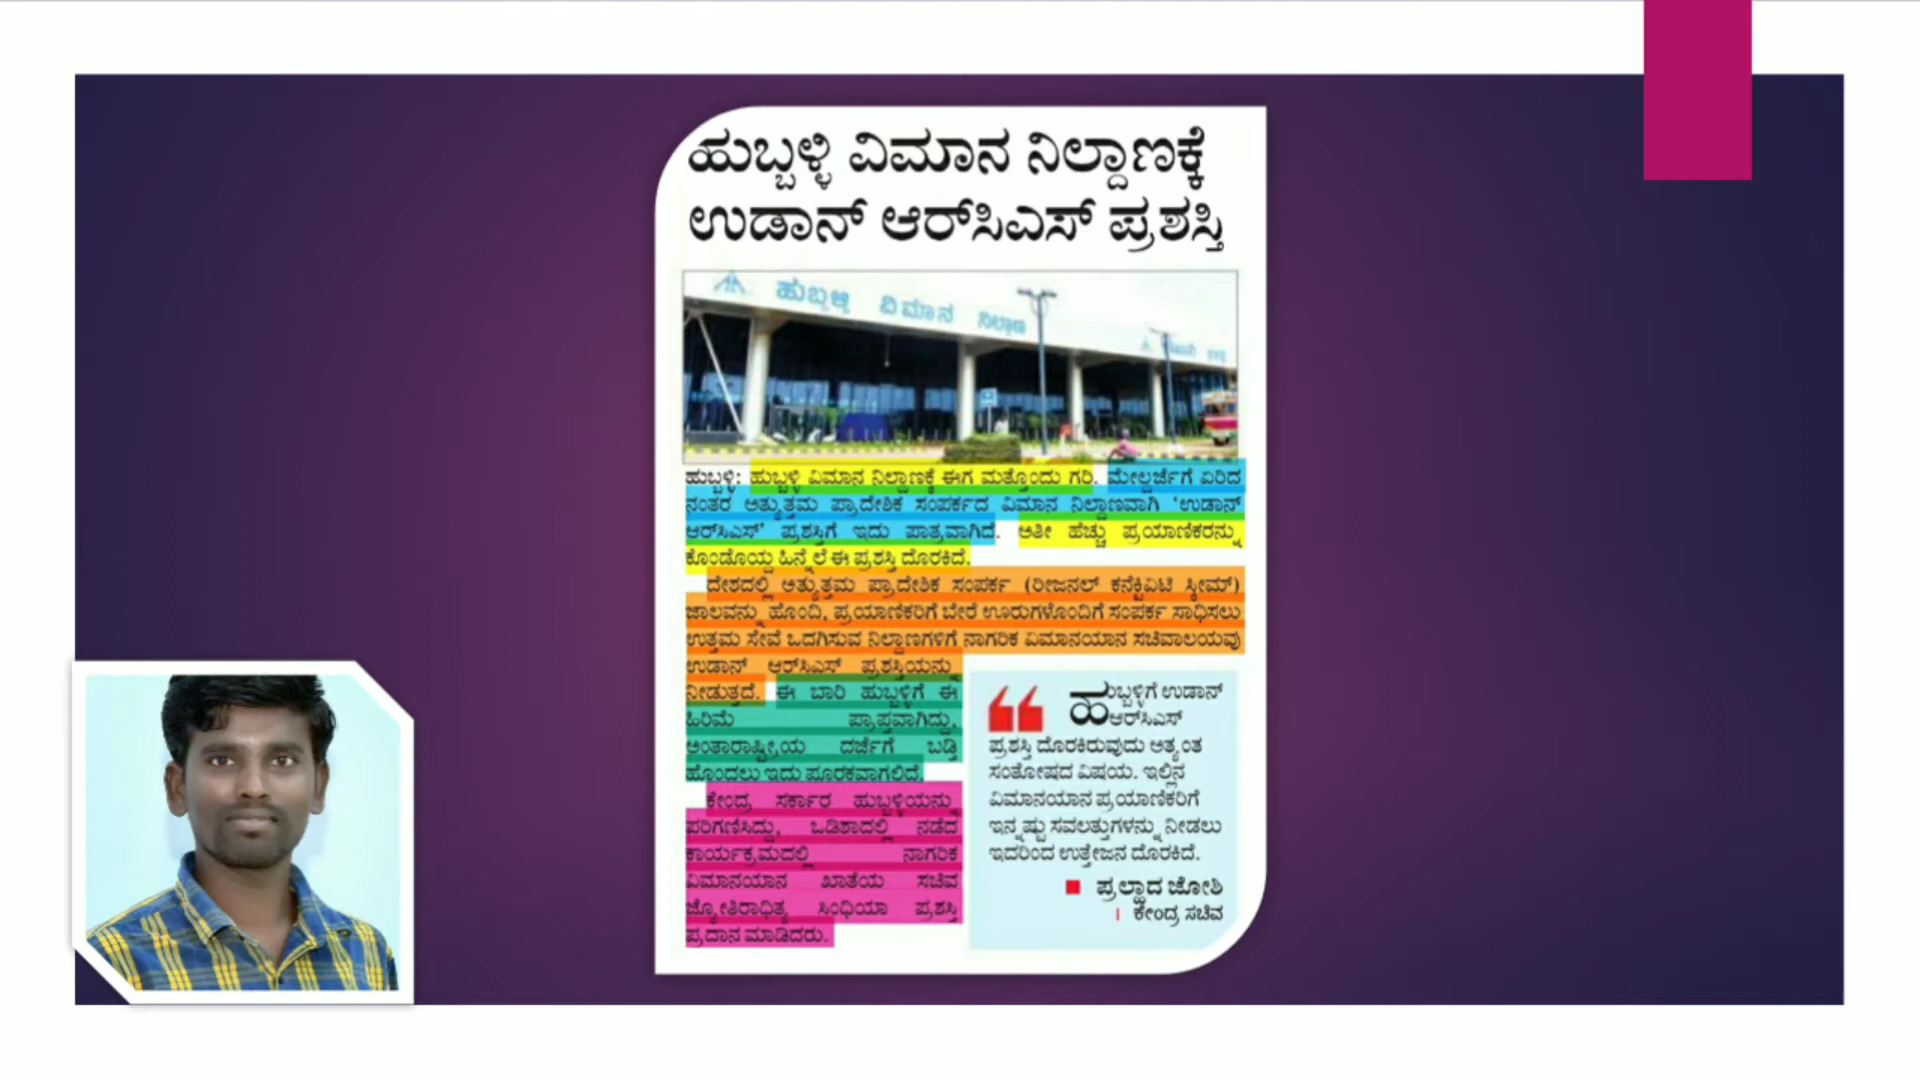 ಹುಬ್ಬಳ್ಳಿ ವಿಮಾನ ನಿಲ್ದಾಣಕ್ಕೆ
ಉಡಾನ್ ಆರ್‌ಸಿಎಸ್ ಪ್ರಶಸ್ತಿ
ಹುಬ್ಬಳ್ಳಿ ವಿಮಾನ ನಿಲ್ದಾಣ
ಹುಬ್ಬಳ್ಳಿ: ಹುಬ್ಬಳ್ಳಿ ವಿಮಾನ ನಿಲ್ದಾಣಕ್ಕೆ ಈಗ ಮತ್ತೊಂದು ಗರಿ. ಮೇಲ್ದರ್ಜೆಗೆ ಏರಿದ
ನಂತರ ಅತ್ಯುತ್ತಮ ಪ್ರಾದೇಶಿಕ ಸಂಪರ್ಕದ ವಿಮಾನ ನಿಲ್ದಾಣವಾಗಿ 'ಉಡಾನ್
ಆರ್‌ಸಿಎಸ್' ಪ್ರಶಸ್ತಿಗೆ ಇದು ಪಾತ್ರವಾಗಿದೆ. ಅತೀ ಹೆಚ್ಚು ಪ್ರಯಾಣಿಕರನ್ನು
ಕೊಂಡೊಯ್ದ ಹಿನ್ನೆಲೆ ಈ ಪ್ರಶಸ್ತಿ ದೊರಕಿದೆ.
ದೇಶದಲ್ಲಿ ಅತ್ಯುತ್ತಮ ಪ್ರಾದೇಶಿಕ ಸಂಪರ್ಕ (ರೀಜನಲ್ ಕನೆಕ್ಟಿವಿಟಿ ಸ್ಕೀಮ್)
ಜಾಲವನ್ನು ಹೊಂದಿ, ಪ್ರಯಾಣಿಕರಿಗೆ ಬೇರೆ ಊರುಗಳೊಂದಿಗೆ ಸಂಪರ್ಕ ಸಾಧಿಸಲು
ಉತ್ತಮ ಸೇವೆ ಒದಗಿಸುವ ನಿಲ್ದಾಣಗಳಿಗೆ ನಾಗರಿಕ ವಿಮಾನಯಾನ ಸಚಿವಾಲಯವು
ಉಡಾನ್ ಆರ್‌ಸಿಎಸ್ ಪ್ರಶಸ್ತಿಯನ್ನು
ನೀಡುತ್ತದೆ. ಈ ಬಾರಿ ಹುಬ್ಬಳ್ಳಿಗೆ ಈ
ಹಿರಿಮೆ ಪ್ರಾಪ್ತವಾಗಿದ್ದು,
ಅಂತಾರಾಷ್ಟ್ರೀಯ ದರ್ಜೆಗೆ ಬಡ್ತಿ
ಹೊಂದಲು ಇದು ಪೂರಕವಾಗಲಿದೆ.
ಕೇಂದ್ರ ಸರ್ಕಾರ ಹುಬ್ಬಳ್ಳಿಯನ್ನು
ಪರಿಗಣಿಸಿದ್ದು, ಒಡಿಶಾದಲ್ಲಿ ನಡೆದ
ಕಾರ್ಯಕ್ರಮದಲ್ಲಿ ನಾಗರಿಕ
ವಿಮಾನಯಾನ ಖಾತೆಯ ಸಚಿವ
ಜ್ಯೋತಿರಾಧಿತ್ಯ ಸಿಂಧಿಯಾ ಪ್ರಶಸ್ತಿ
ಪ್ರದಾನ ಮಾಡಿದರು.
ಹುಬ್ಬಳ್ಳಿಗೆ ಉಡಾನ್
ಆರ್‌ಸಿಎಸ್
ಪ್ರಶಸ್ತಿ ದೊರಕಿರುವುದು ಅತ್ಯಂತ
ಸಂತೋಷದ ವಿಷಯ. ಇಲ್ಲಿನ
ವಿಮಾನಯಾನ ಪ್ರಯಾಣಿಕರಿಗೆ
ಇನ್ನಷ್ಟು ಸವಲತ್ತುಗಳನ್ನು ನೀಡಲು
ಇದರಿಂದ ಉತ್ತೇಜನ ದೊರಕಿದೆ.
ಪ್ರಲ್ಹಾದ ಜೋಶಿ
ಕೇಂದ್ರ ಸಚಿವ